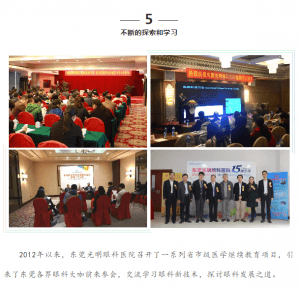 5
不断的探索和学习
2012年以来，东莞光明眼科医院召开了一系列省市级医学继续教育项目，引
来了东莞各界眼科大咖前来参会，交流学习眼科新技术，探讨眼科发展之道。